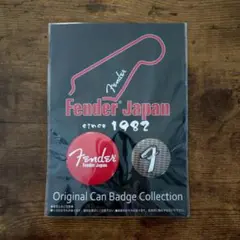 Fender
Fender® Japan
since 1982
Fender
Fender Japan
F
Original Can Badge Collection